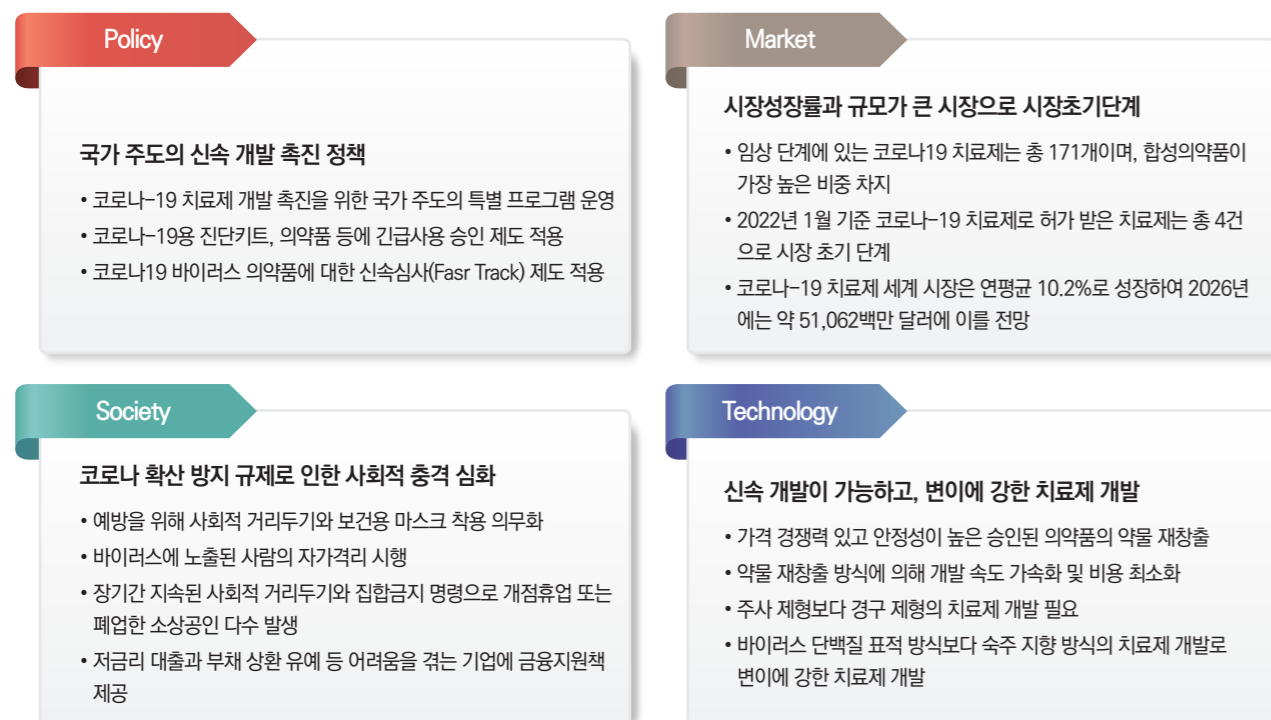 Policy
국가 주도의 신속 개발 촉진 정책
• 코로나-19 치료제 개발 촉진을 위한 국가 주도의 특별 프로그램 운영
• 코로나-19용 진단키트, 의약품 등에 긴급사용 승인 제도 적용
• 코로나19 바이러스 의약품에 대한 신속심사(Fasr Track) 제도 적용
Market
시장성장률과 규모가 큰 시장으로 시장초기단계
• 임상 단계에 있는 코로나19 치료제는 총 171개이며, 합성의약품이
가장 높은 비중 차지
• 2022년 1월 기준 코로나-19 치료제로 허가 받은 치료제는 총 4건
으로 시장 초기 단계
• 코로나-19 치료제 세계 시장은 연평균 10.2%로 성장하여 2026년
에는 약 51,062백만 달러에 이를 전망
Society
코로나 확산 방지 규제로 인한 사회적 충격 심화
• 예방을 위해 사회적 거리두기와 보건용 마스크 착용 의무화
• 바이러스에 노출된 사람의 자가격리 시행
• 장기간 지속된 사회적 거리두기와 집합금지 명령으로 개점휴업 또는
폐업한 소상공인 다수 발생
• 저금리 대출과 부채 상환 유예 등 어려움을 겪는 기업에 금융지원책
제공
Technology
신속 개발이 가능하고, 변이에 강한 치료제 개발
• 가격 경쟁력 있고 안정성이 높은 승인된 의약품의 약물 재창출
• 약물 재창출 방식에 의해 개발 속도 가속화 및 비용 최소화
• 주사 제형보다 경구 제형의 치료제 개발 필요
• 바이러스 단백질 표적 방식보다 숙주 지향 방식의 치료제 개발로
변이에 강한 치료제 개발